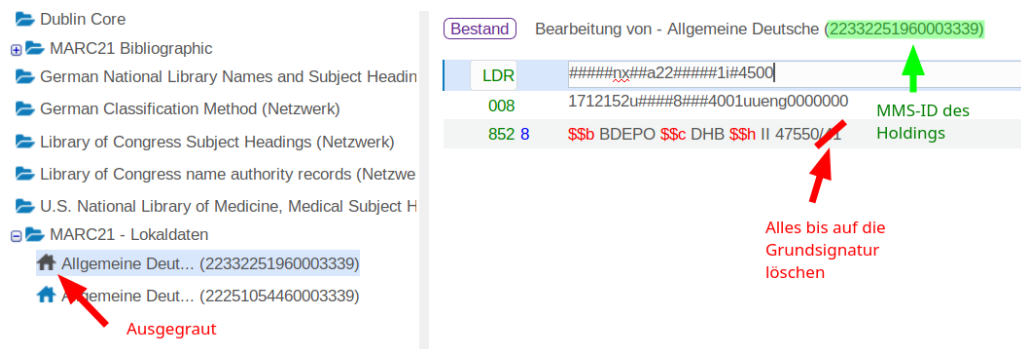 Dublin Core
MARC21 Bibliographic
German National Library Names and Subject Headin
German Classification Method (Netzwerk)
Library of Congress Subject Headings (Netzwerk)
Library of Congress name authority records (Netzwe
U.S. National Library of Medicine, Medical Subject H
MARC21 - Lokaldaten
Allgemeine Deut... (22332251960003339)
Allgemeine Deut... (22251054460003339)
Ausgegraut
Bestand Bearbeitung von - Allgemeine Deutsche (22332251960003339)
LDR #####nx##a22#####1i#4500
008 1712152u####8###4001uueng0000000
852 8 $$b BDEPO $$c DHB $$h II 47550/41
MMS-ID des
Holdings
Alles bis auf die
Grundsignatur
löschen